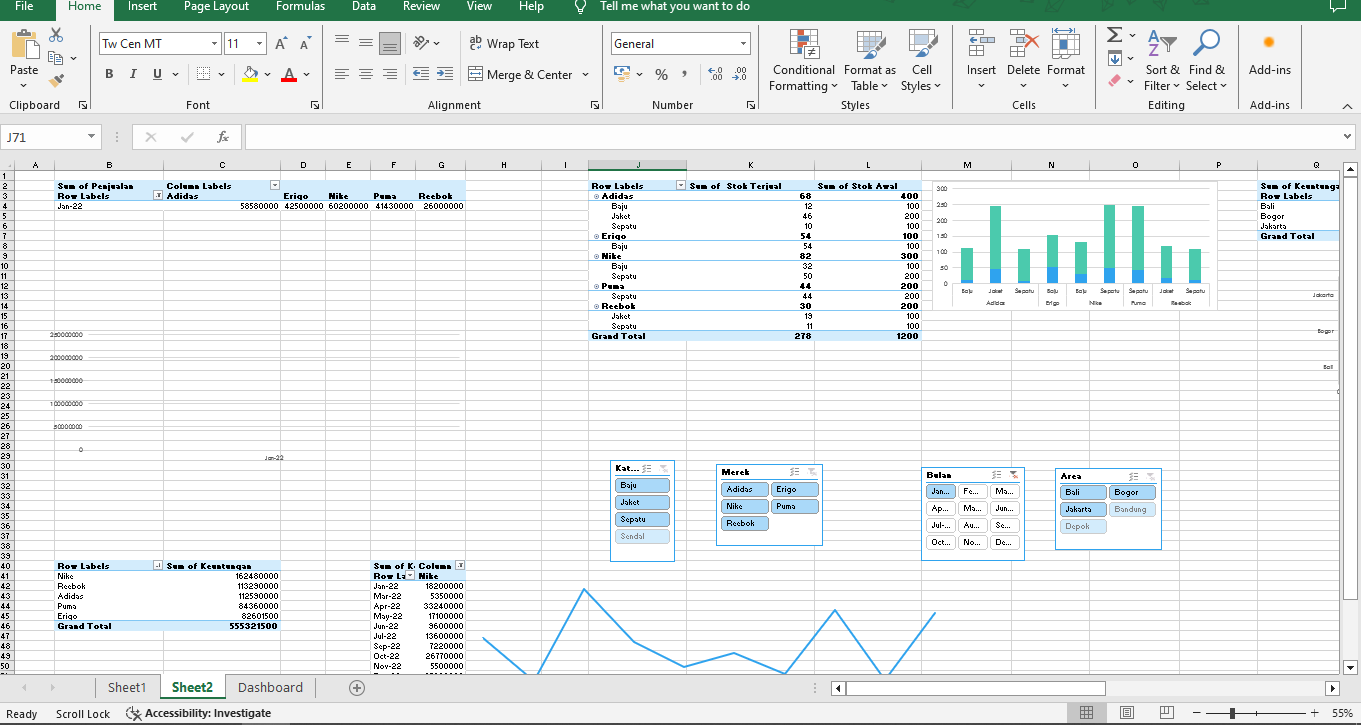 File Home Insert Page Layout Formulas Data Review View Help Tell me what you want to do
Paste
Clipboard
Tw Cen MT 11
B I U A
Font
Wrap Text
Merge & Center
Alignment
General
% ,
Number
Conditional Formatting
Format as Table
Cell Styles
Styles
Insert Delete Format
Cells
Sort & Filter
Find & Select
Editing
Add-ins
Add-ins
J71 fx
A B C D E F G H I J K L M N O P Q
Sum of Penjualan Column Labels
Row Labels Adidas Erigo Nike Puma Reebok
Jan-22 58580000 42500000 60200000 41430000 26000000
250000000
200000000
150000000
100000000
50000000
0
Jan-22
Row Labels Sum of Stok Terjual Sum of Stok Awal
Adidas 68 400
Baju 12 100
Jaket 46 200
Sepatu 10 100
Erigo 54 100
Baju 54 100
Nike 82 300
Baju 32 100
Sepatu 50 200
Puma 44 200
Sepatu 44 200
Reebok 30 200
Jaket 19 100
Sepatu 11 100
Grand Total 278 1200
300
250
200
150
100
50
0
Baju Jaket Sepatu Baju Baju Sepatu Sepatu Jaket Sepatu
Adidas Erigo Nike Puma Reebok
Sum of Keuntunga
Row Labels
Bali
Bogor
Jakarta
Grand Total
Jakarta
Bogor
Bali
Kat...
Baju
Jaket
Sepatu
Sendal
Merek
Adidas Erigo
Nike Puma
Reebok
Bulan
Jan... Fe... Ma...
Ap... Ma... Jun...
Jul-... Au... Se...
Oct... No... De...
Area
Bali Bogor
Jakarta Bandung
Depok
Row Labels Sum of Keuntungan
Nike 162480000
Reebok 113290000
Adidas 112590000
Puma 84360000
Erigo 82601500
Grand Total 555321500
Sum of K Column
Row La Nike
Jan-22 18200000
Mar-22 5350000
Apr-22 33240000
May-22 17100000
Jun-22 9600000
Jul-22 13600000
Sep-22 7220000
Oct-22 26770000
Nov-22 5500000
Sheet1 Sheet2 Dashboard
Ready Scroll Lock Accessibility: Investigate 55%